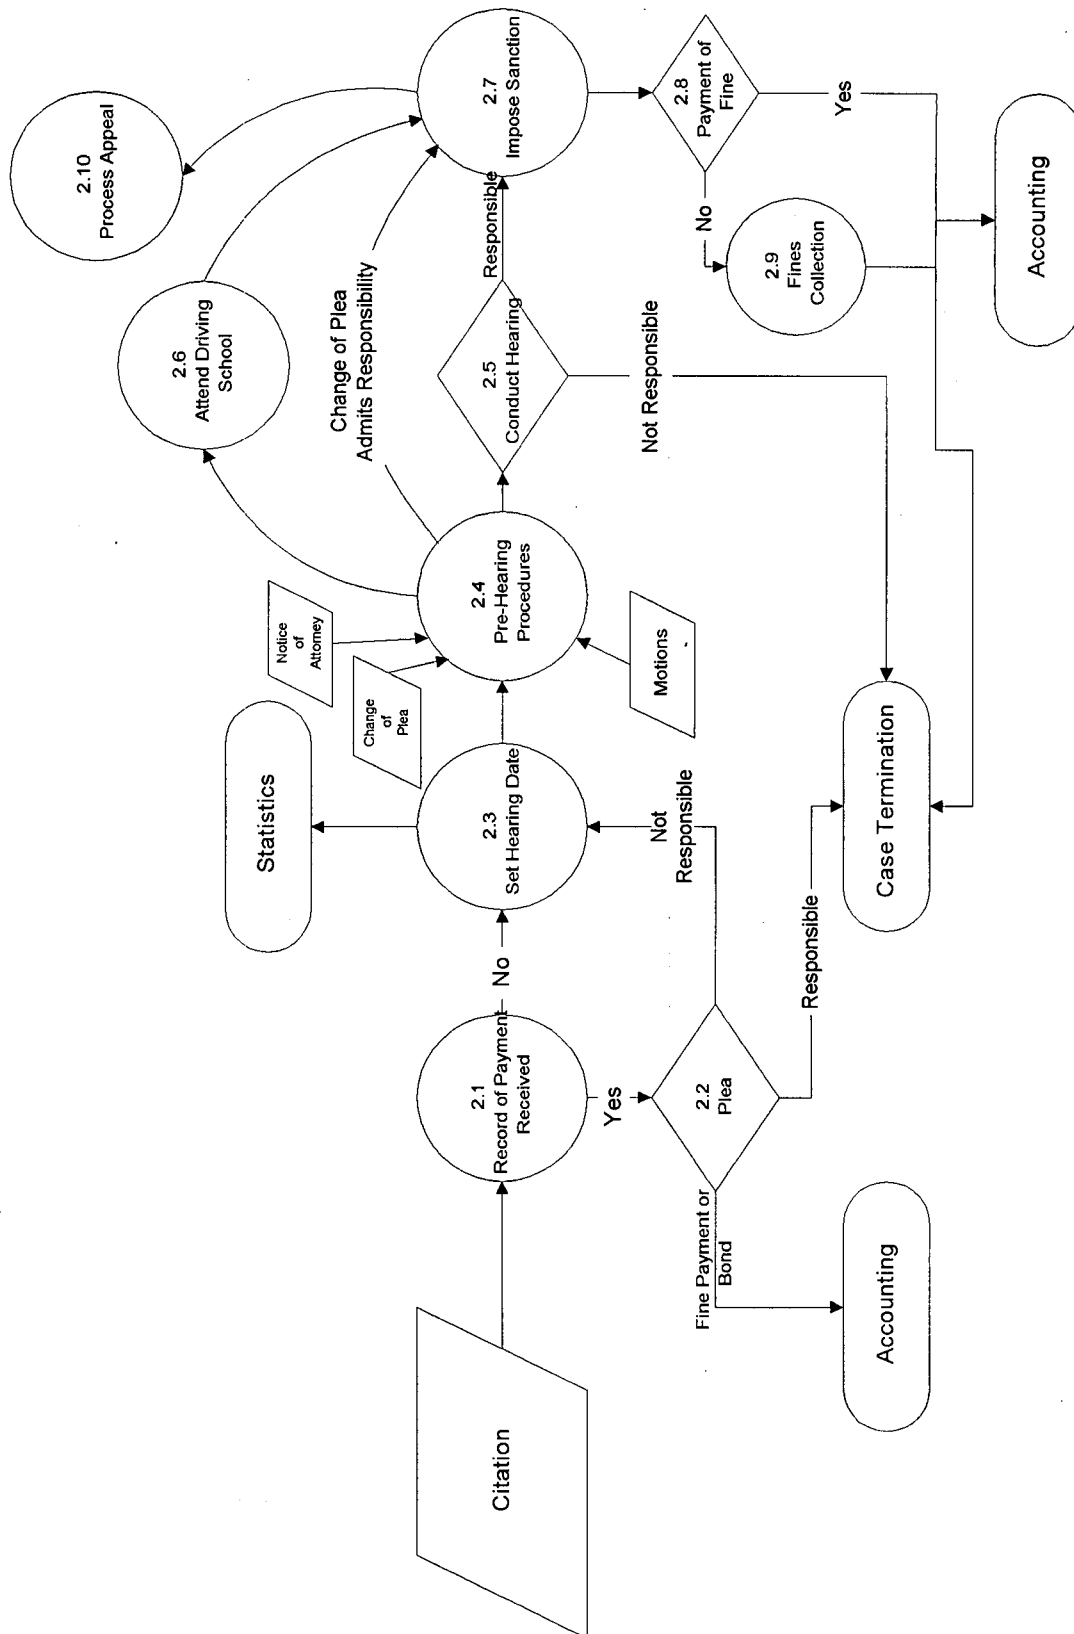 Citation
2.1
Record of Payment
Received
No
Yes
2.2
Plea
Fine Payment or
Bond
Accounting
Responsible
Not
Responsible
Case Termination
2.3
Set Hearing Date
Statistics
Notice
of
Attorney
Change
of
Plea
Motions
2.4
Pre-Hearing
Procedures
2.6
Attend Driving
School
Change of Plea
Admits Responsibility
2.5
Conduct Hearing
Responsible
Not Responsible
2.7
Impose Sanction
2.10
Process Appeal
2.8
Payment of
Fine
No
Yes
2.9
Fines
Collection
Accounting